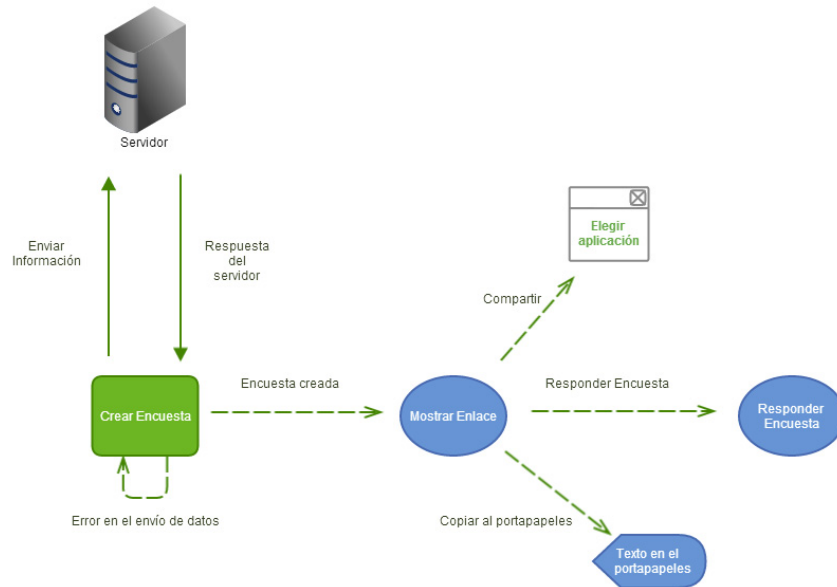 Servidor
Enviar
Información
Respuesta
del
servidor
Elegir
aplicación
Compartir
Crear Encuesta
Encuesta creada
Mostrar Enlace
Responder Encuesta
Responder
Encuesta
Error en el envío de datos
Copiar al portapapeles
Texto en el
portapapeles